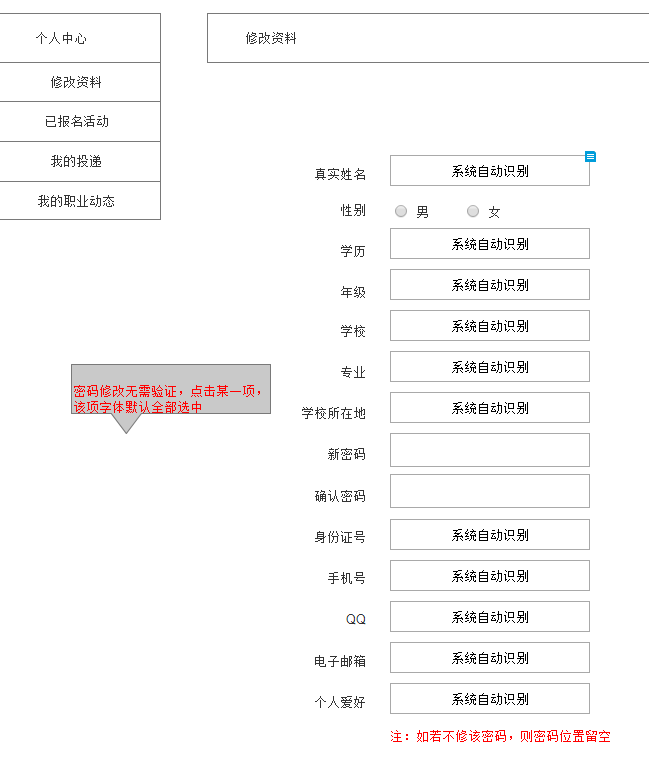 个人中心
修改资料
已报名活动
我的投递
我的职业动态
修改资料
真实姓名 系统自动识别
性别 男 女
学历 系统自动识别
年级 系统自动识别
学校 系统自动识别
专业 系统自动识别
学校所在地 系统自动识别
新密码
确认密码
身份证号 系统自动识别
手机号 系统自动识别
QQ 系统自动识别
电子邮箱 系统自动识别
个人爱好 系统自动识别
注：如若不修该密码，则密码位置留空
密码修改无需验证，点击某一项，
该项字体默认全部选中